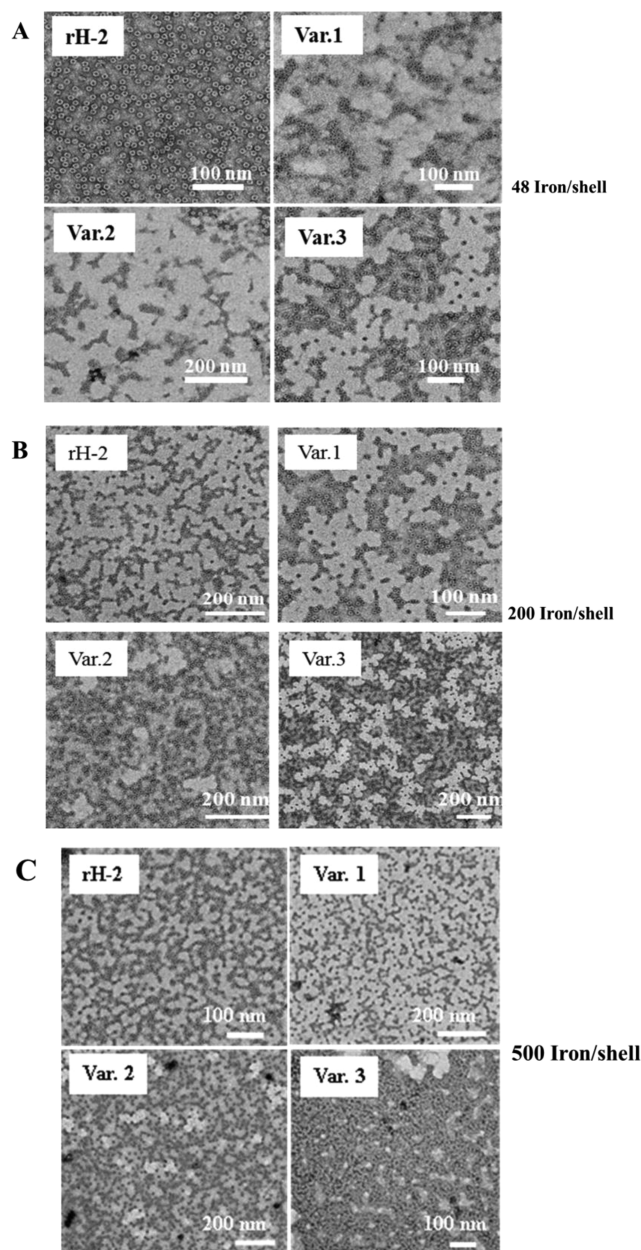 A
rH-2
Var.1
100 nm
100 nm
48 Iron/shell
Var.2
Var.3
200 nm
100 nm
B
rH-2
Var.1
200 nm
100 nm
200 Iron/shell
Var.2
Var.3
200 nm
200 nm
C
rH-2
Var. 1
100 nm
200 nm
500 Iron/shell
Var. 2
Var. 3
200 nm
100 nm